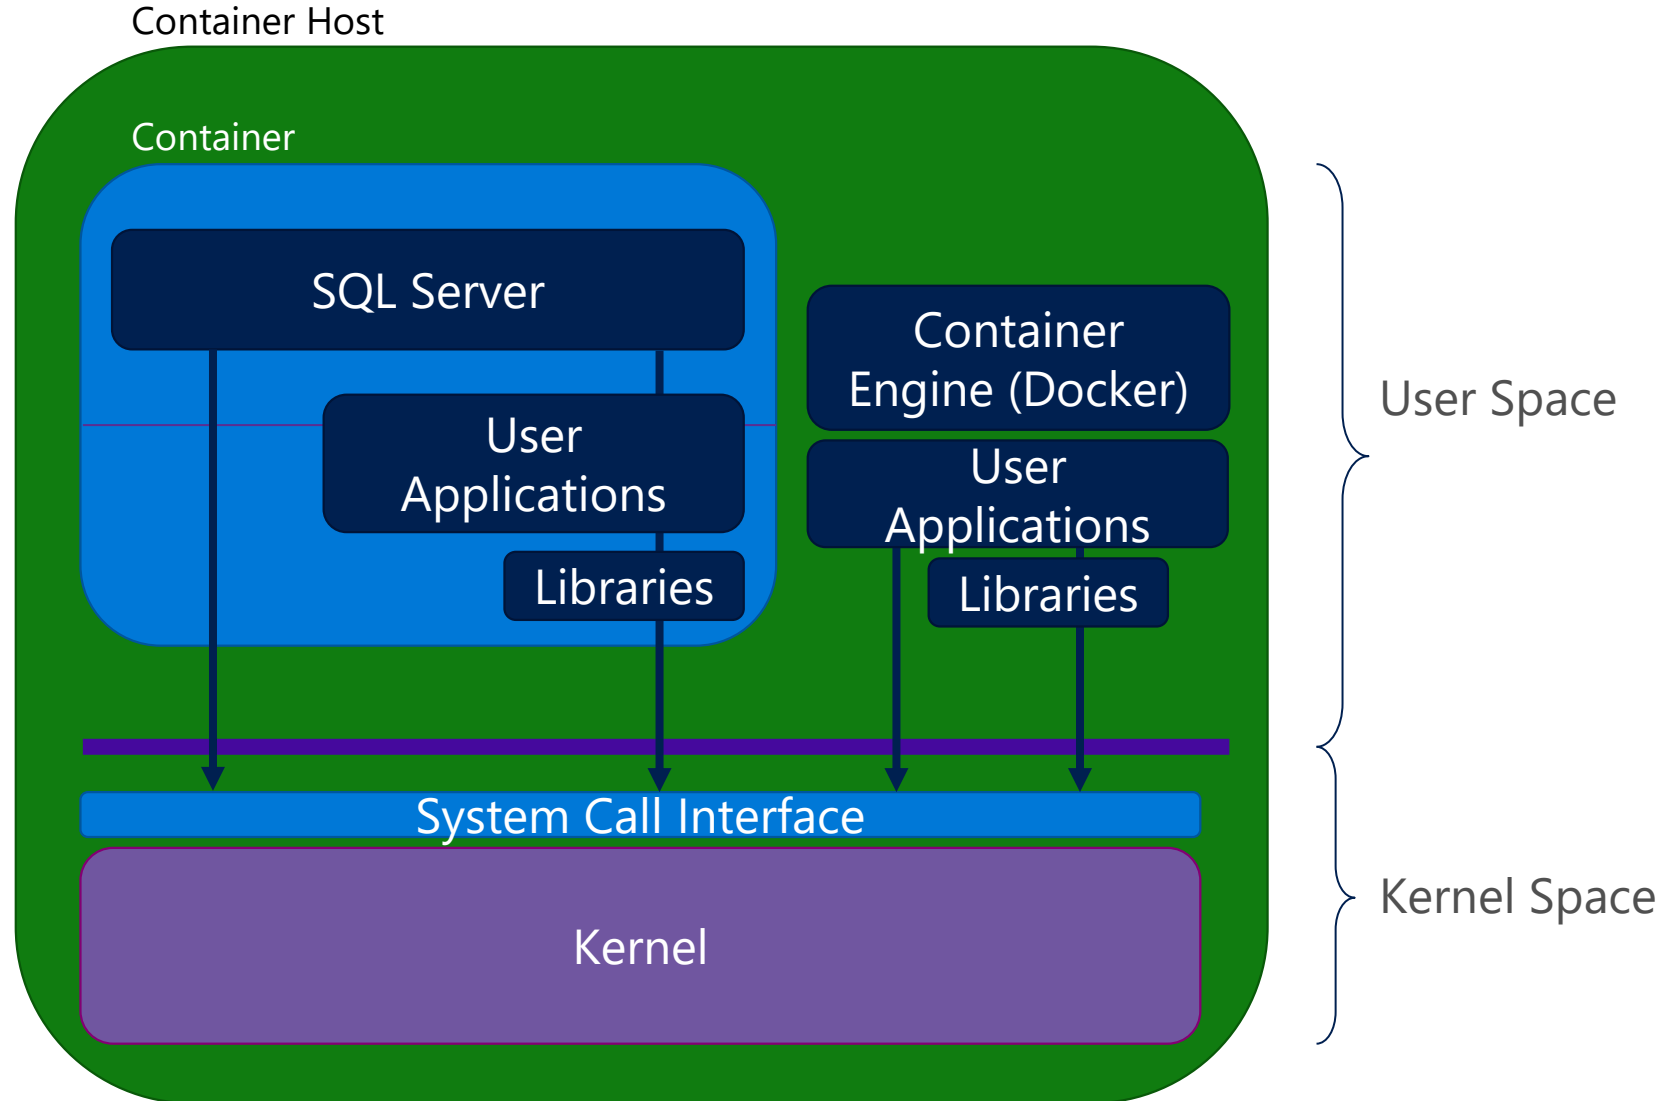 Container Host
Container
SQL Server
User
Applications
Libraries
Container
Engine (Docker)
User
Applications
Libraries
User Space
System Call Interface
Kernel
Kernel Space